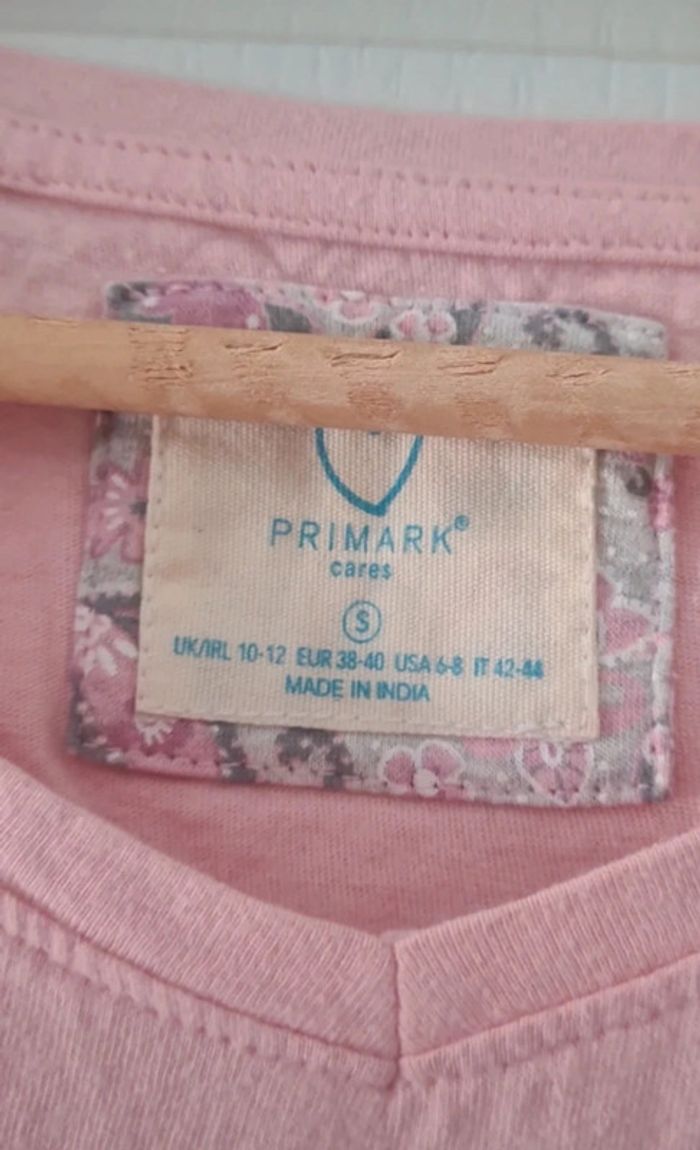 PRIMARK®
cares
S
UK/IRL 10-12 EUR 38-40 USA 6-8 IT 42-44
MADE IN INDIA